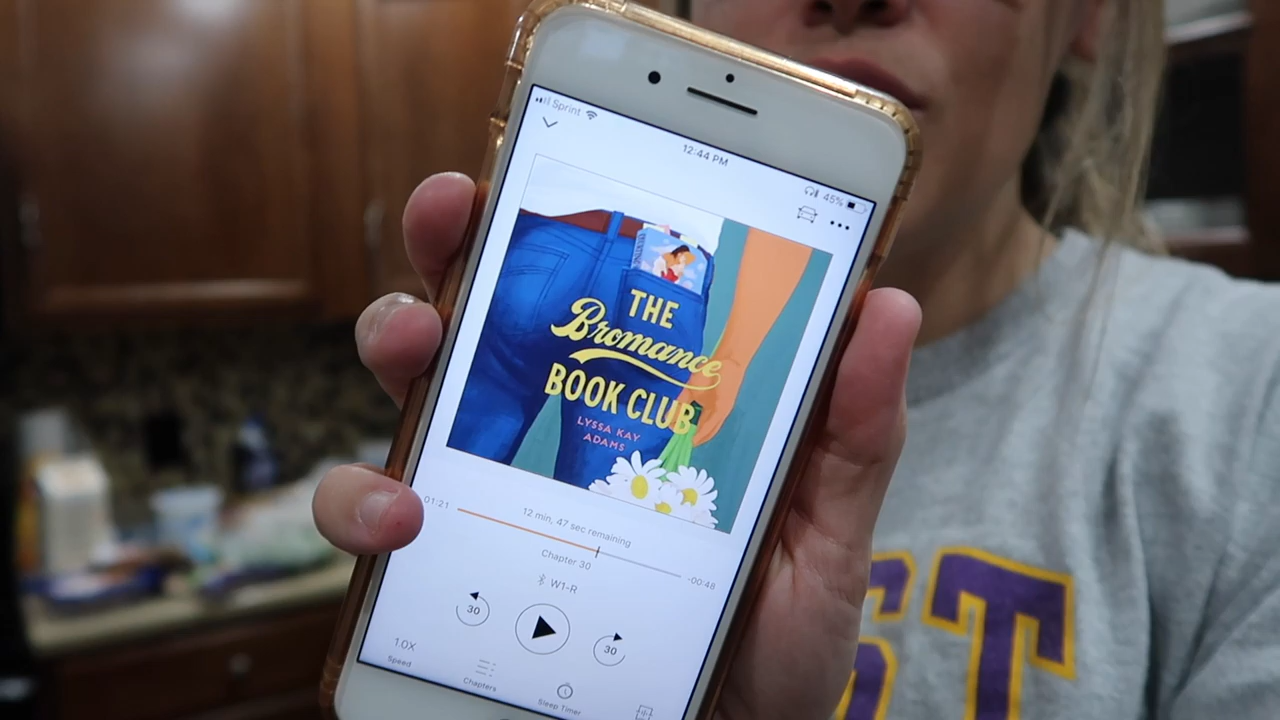 Sprint
12:44 PM
45%
THE
Bromance
BOOK CLUB
LYSSA KAY
ADAMS
01:21
12 min, 47 sec remaining
-00:48
Chapter 30
W1-R
30
30
1.0X
Speed
Chapters
Sleep Timer
ST